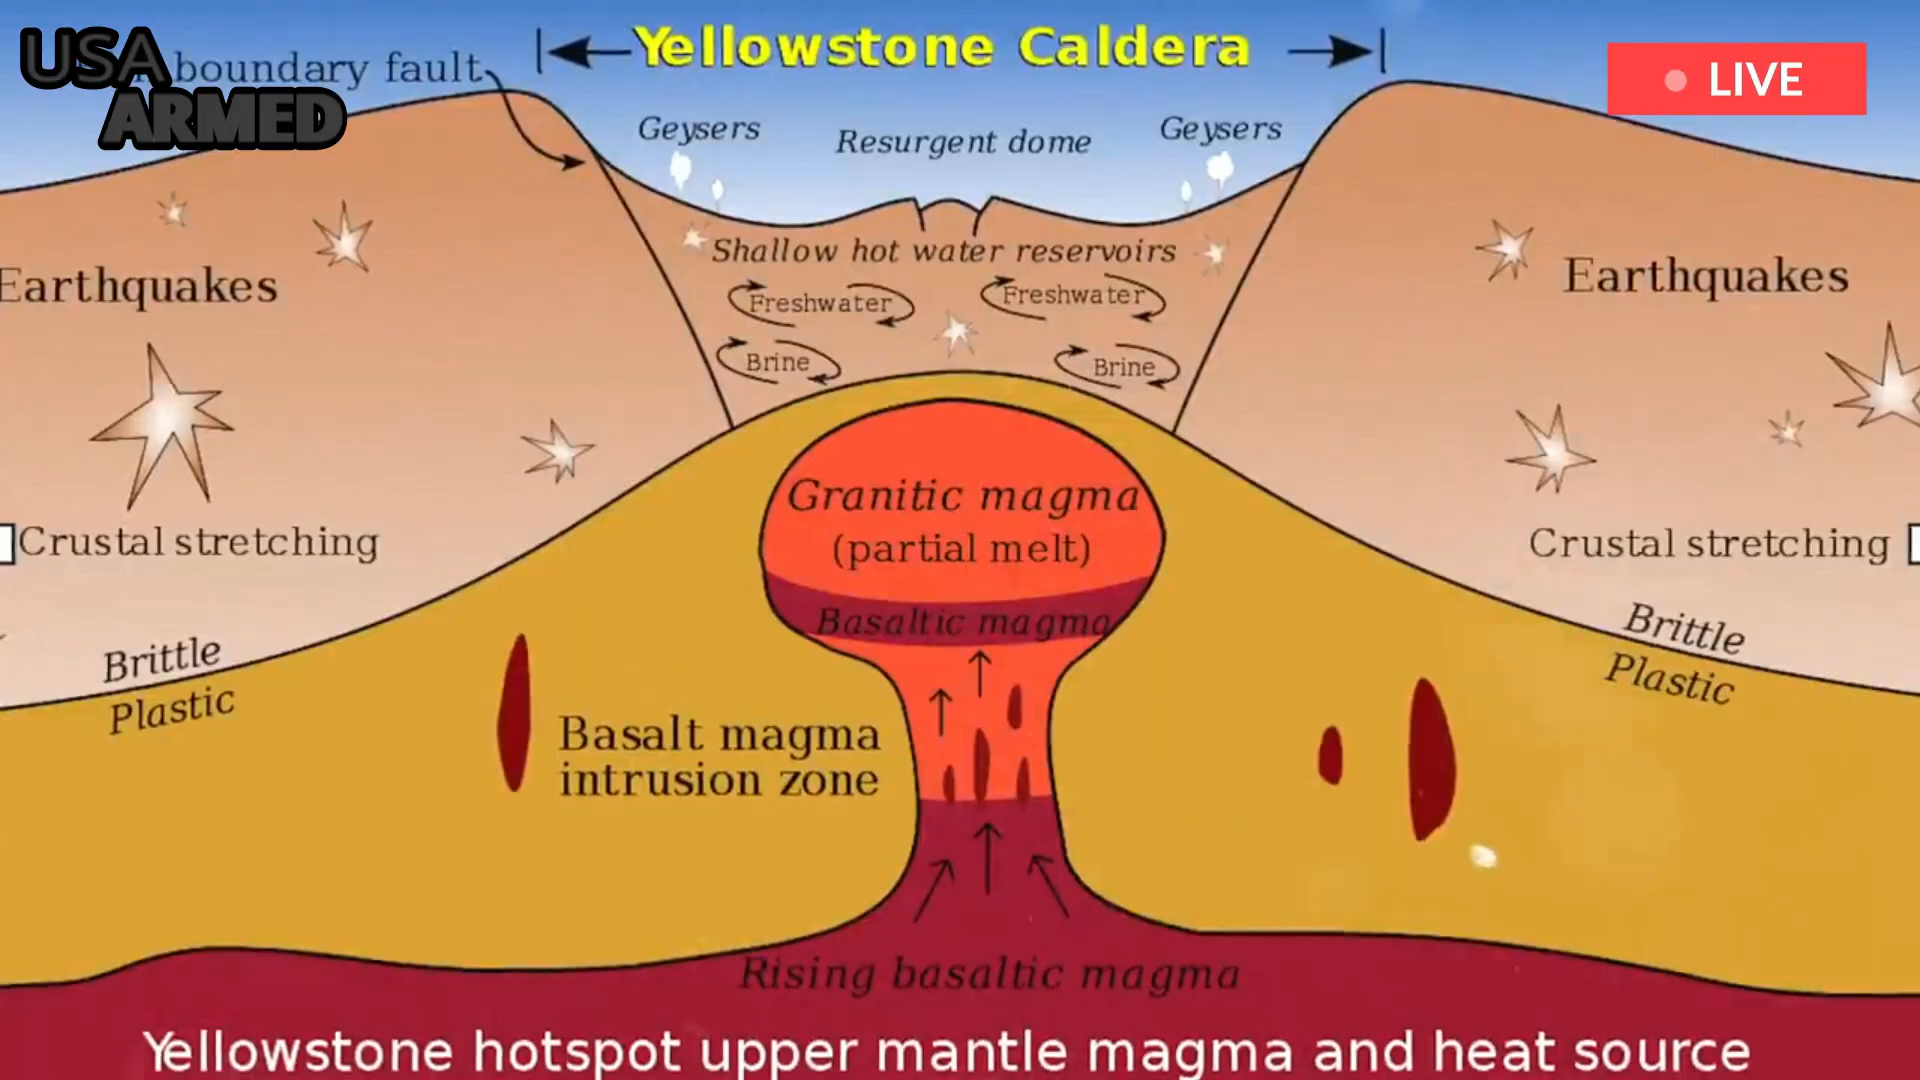 USA
ARMED
boundary fault
Yellowstone Caldera
LIVE
Geysers
Resurgent dome
Geysers
Shallow hot water reservoirs
Freshwater
Freshwater
Brine
Brine
Earthquakes
Earthquakes
Granitic magma
(partial melt)
Crustal stretching
Crustal stretching
Basaltic magma
Brittle
Plastic
Brittle
Plastic
Basalt magma
intrusion zone
Rising basaltic magma
Yellowstone hotspot upper mantle magma and heat source